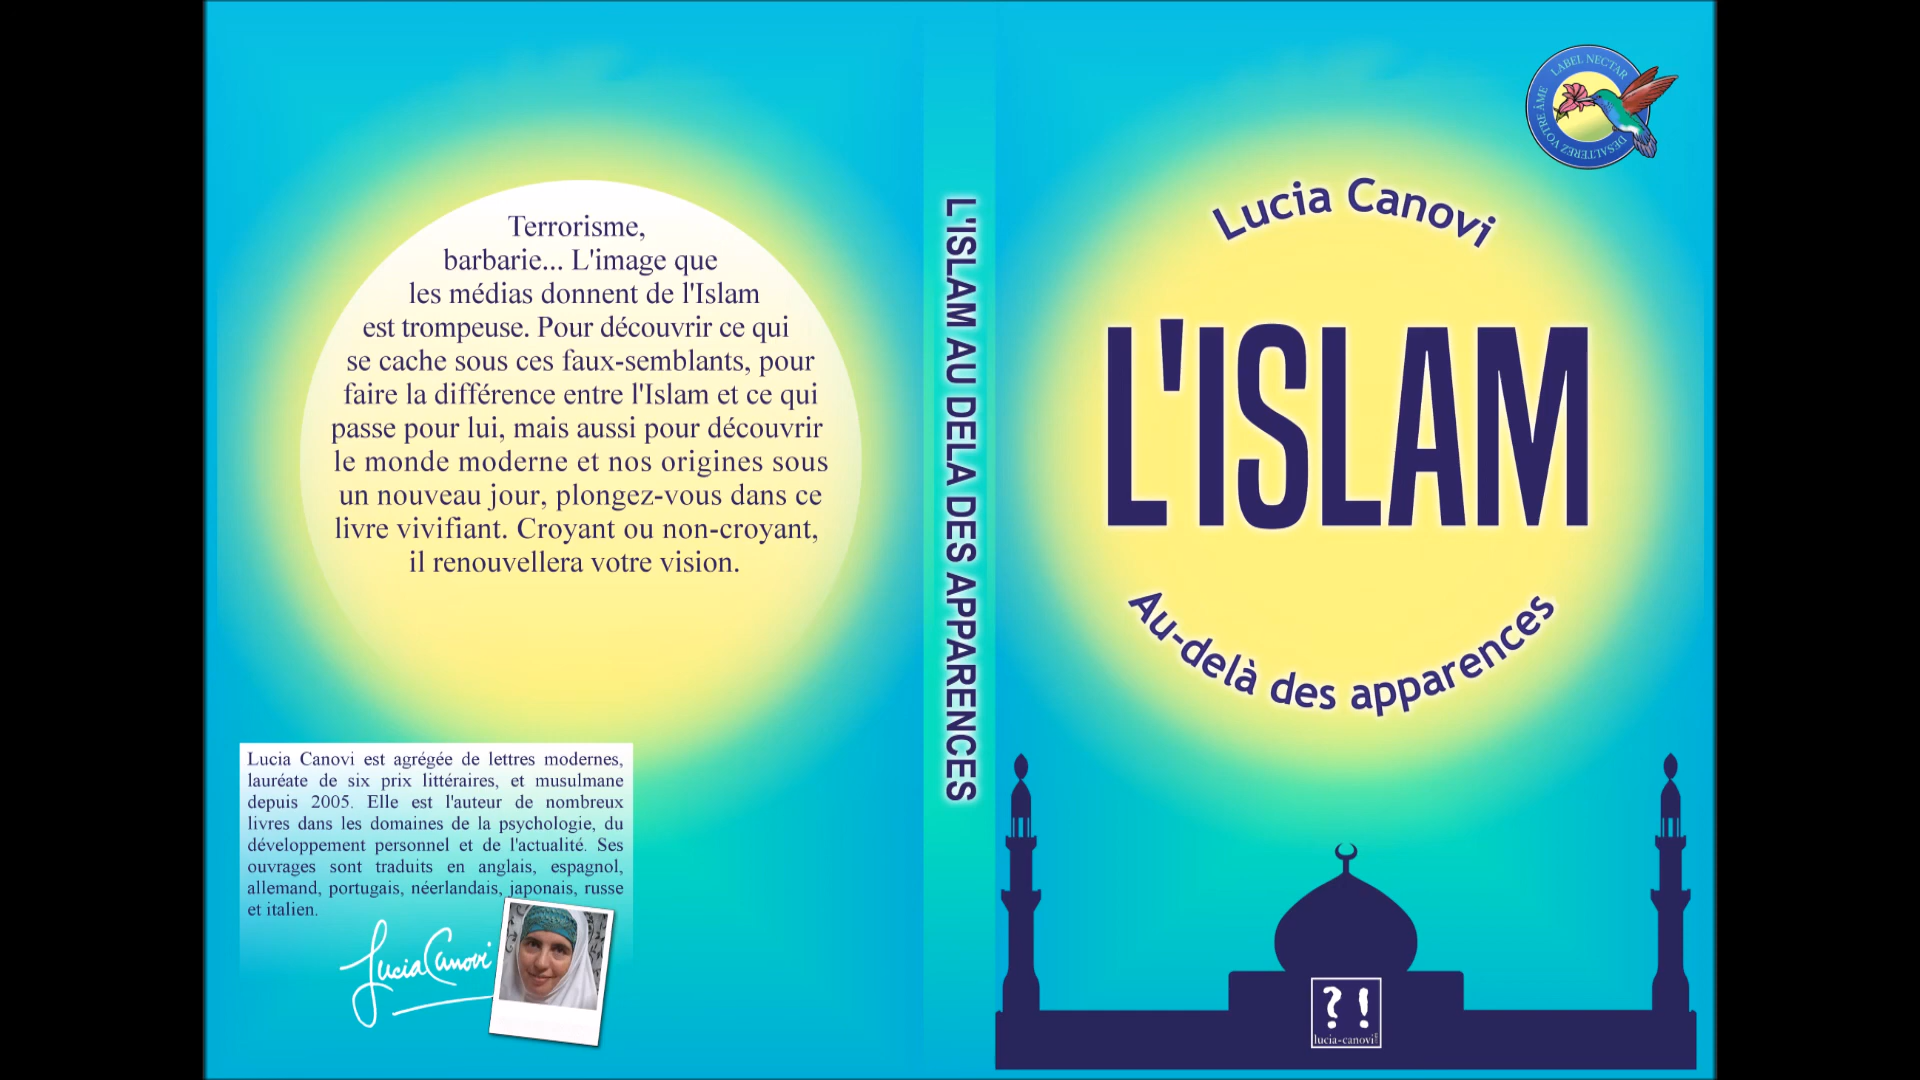 Terrorisme,
barbarie... L'image que
les médias donnent de l'Islam
est trompeuse. Pour découvrir ce qui
se cache sous ces faux-semblants, pour
faire la différence entre l'Islam et ce qui
passe pour lui, mais aussi pour découvrir
le monde moderne et nos origines sous
un nouveau jour, plongez-vous dans ce
livre vivifiant. Croyant ou non-croyant,
il renouvellera votre vision.
Lucia Canovi est agrégée de lettres modernes,
lauréate de six prix littéraires, et musulmane
depuis 2005. Elle est l'auteur de nombreux
livres dans les domaines de la psychologie, du
développement personnel et de l'actualité. Ses
ouvrages sont traduits en anglais, espagnol,
allemand, portugais, néerlandais, japonais, russe
et italien.
Lucia Canovi
L'ISLAM AU DELA DES APPARENCES
LABEL NECTAR
DESALTEREZ VOTRE ÂME
Lucia Canovi
L'ISLAM
Au-delà des apparences
? !
lucia-canovi